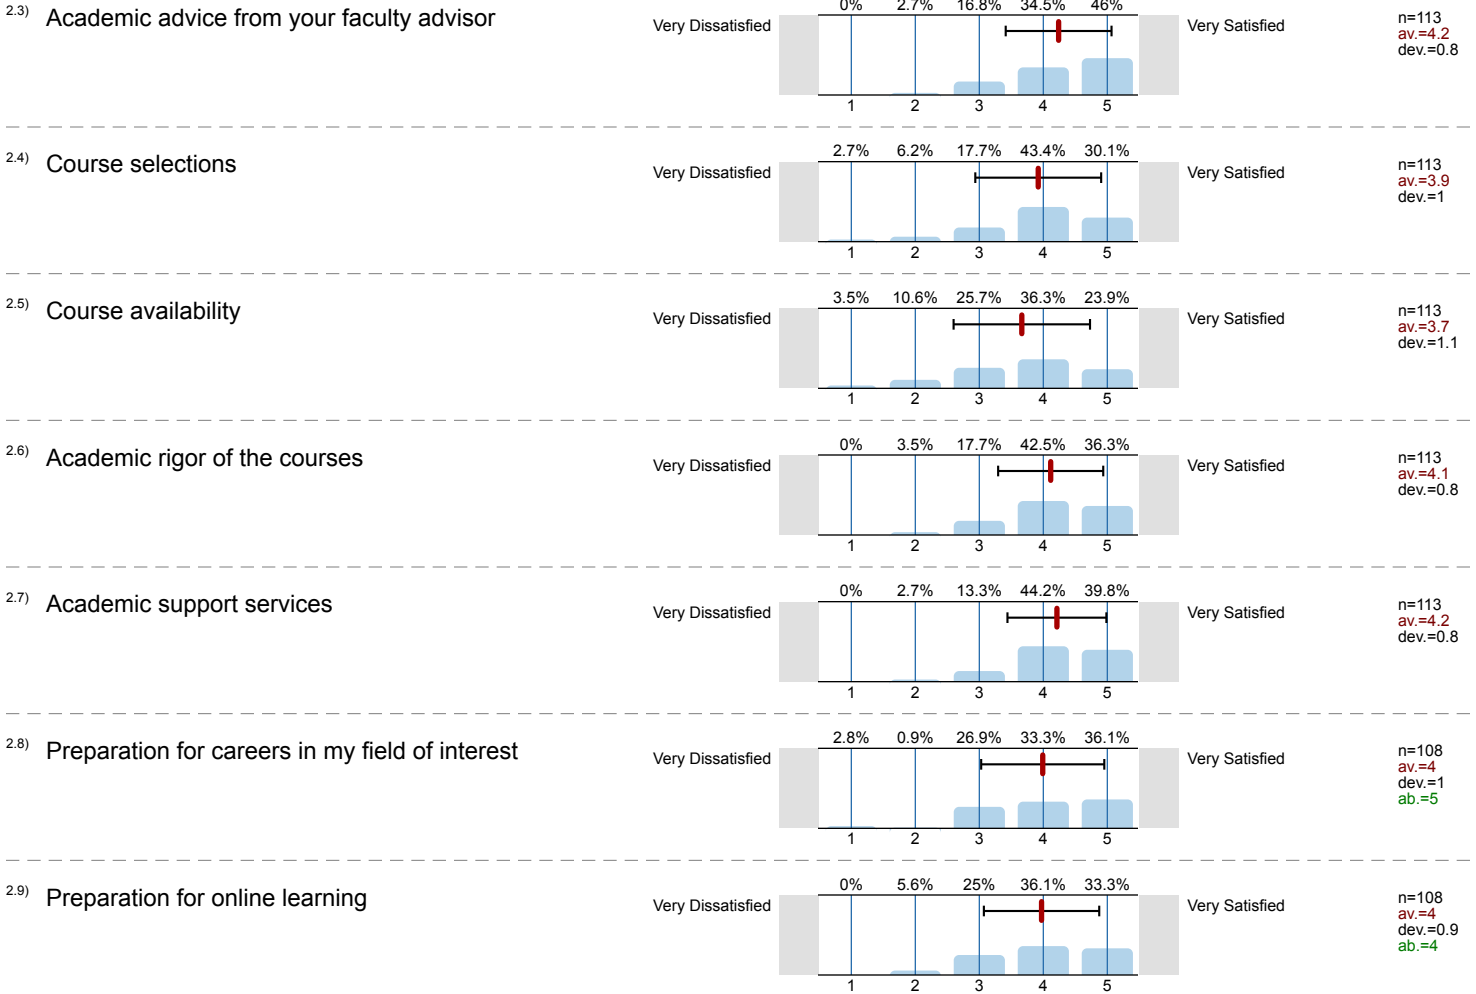 2.3) Academic advice from your faculty advisor
0% 2.7% 16.8% 34.5% 46%
Very Dissatisfied Very Satisfied
n=113
av.=4.2
dev.=0.8
1 2 3 4 5
2.4) Course selections
2.7% 6.2% 17.7% 43.4% 30.1%
Very Dissatisfied Very Satisfied
n=113
av.=3.9
dev.=1
1 2 3 4 5
2.5) Course availability
3.5% 10.6% 25.7% 36.3% 23.9%
Very Dissatisfied Very Satisfied
n=113
av.=3.7
dev.=1.1
1 2 3 4 5
2.6) Academic rigor of the courses
0% 3.5% 17.7% 42.5% 36.3%
Very Dissatisfied Very Satisfied
n=113
av.=4.1
dev.=0.8
1 2 3 4 5
2.7) Academic support services
0% 2.7% 13.3% 44.2% 39.8%
Very Dissatisfied Very Satisfied
n=113
av.=4.2
dev.=0.8
1 2 3 4 5
2.8) Preparation for careers in my field of interest
2.8% 0.9% 26.9% 33.3% 36.1%
Very Dissatisfied Very Satisfied
n=108
av.=4
dev.=1
ab.=5
1 2 3 4 5
2.9) Preparation for online learning
0% 5.6% 25% 36.1% 33.3%
Very Dissatisfied Very Satisfied
n=108
av.=4
dev.=0.9
ab.=4
1 2 3 4 5